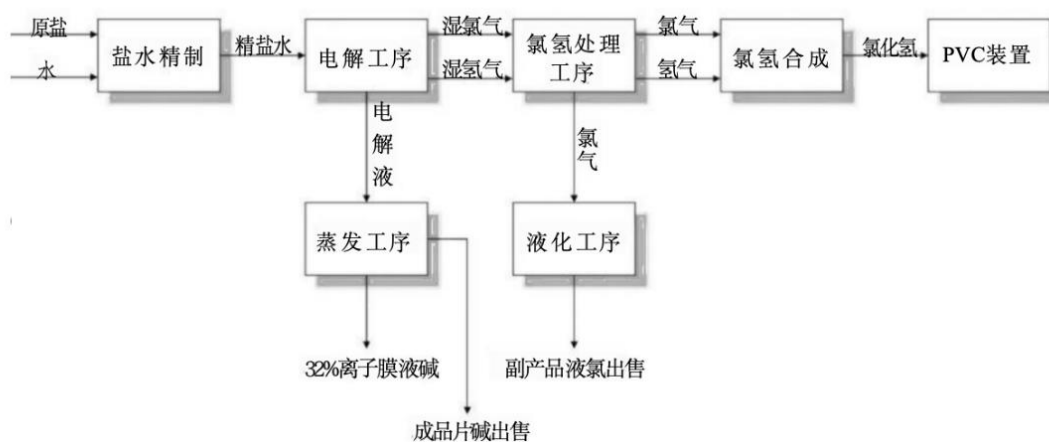 原盐
水
盐水精制
精盐水
电解工序
湿氯气
湿氢气
氯氢处理
工序
氯气
氢气
氯氢合成
氯化氢
PVC装置
电
解
液
氯
气
蒸发工序
液化工序
32%离子膜液碱
副产品液氯出售
成品片碱出售